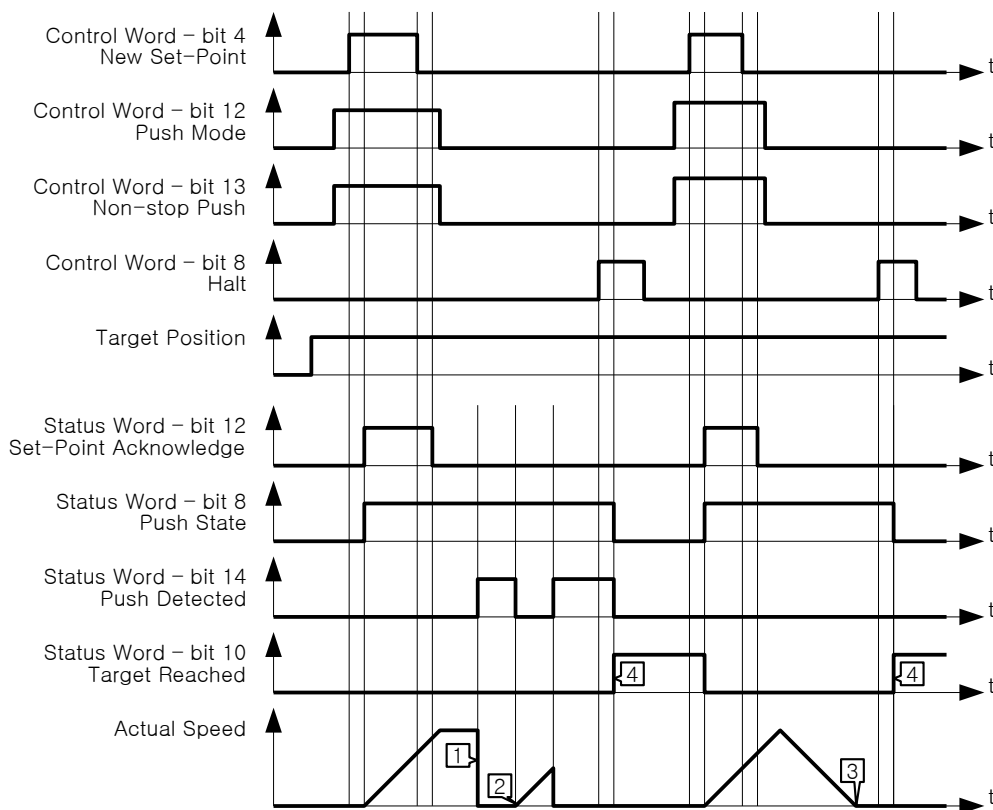 Control Word – bit 4
New Set–Point
t
Control Word – bit 12
Push Mode
t
Control Word – bit 13
Non–stop Push
t
Control Word – bit 8
Halt
t
Target Position
t
Status Word – bit 12
Set–Point Acknowledge
t
Status Word – bit 8
Push State
t
Status Word – bit 14
Push Detected
t
Status Word – bit 10
Target Reached
4
4
t
Actual Speed
1
2
3
t